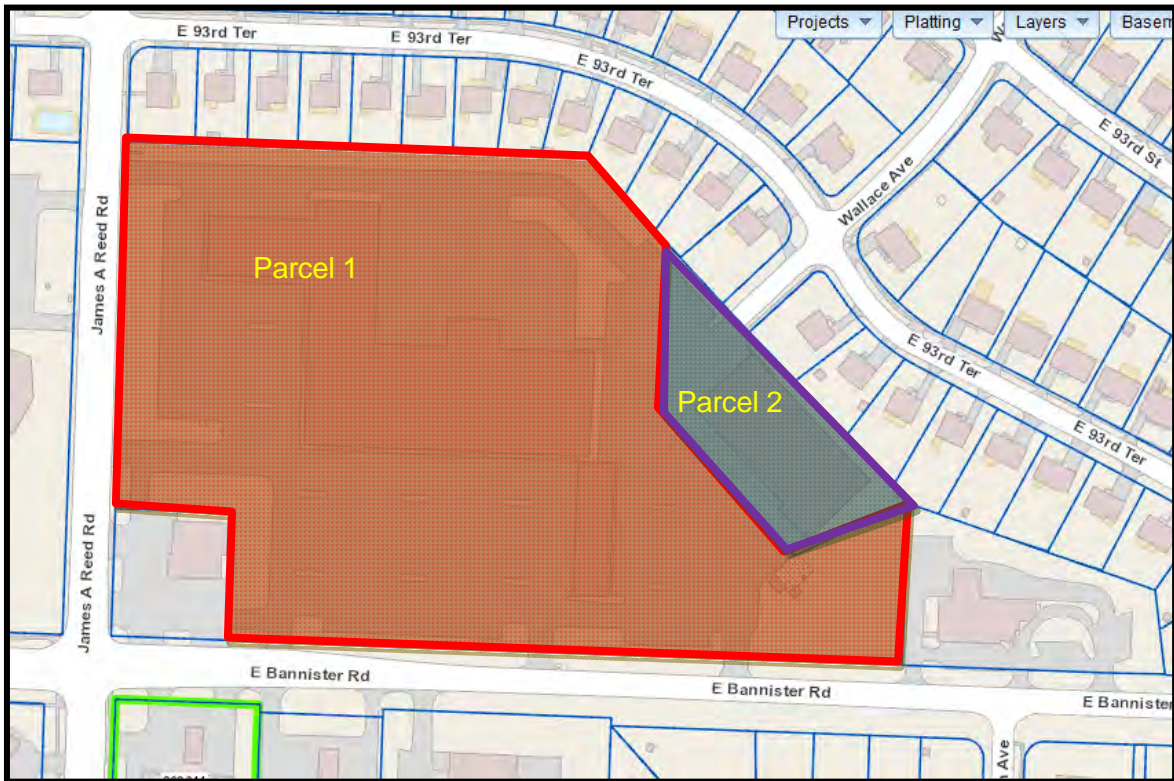 Projects
Platting
Layers
Basem
E 93rd Ter
E 93rd Ter
E 93rd Ter
E 93rd St
Wallace Ave
James A Reed Rd
Parcel 1
Parcel 2
E 93rd Ter
E 93rd Ter
James A Reed Rd
E Bannister Rd
E Bannister Rd
E Bannister
Ave